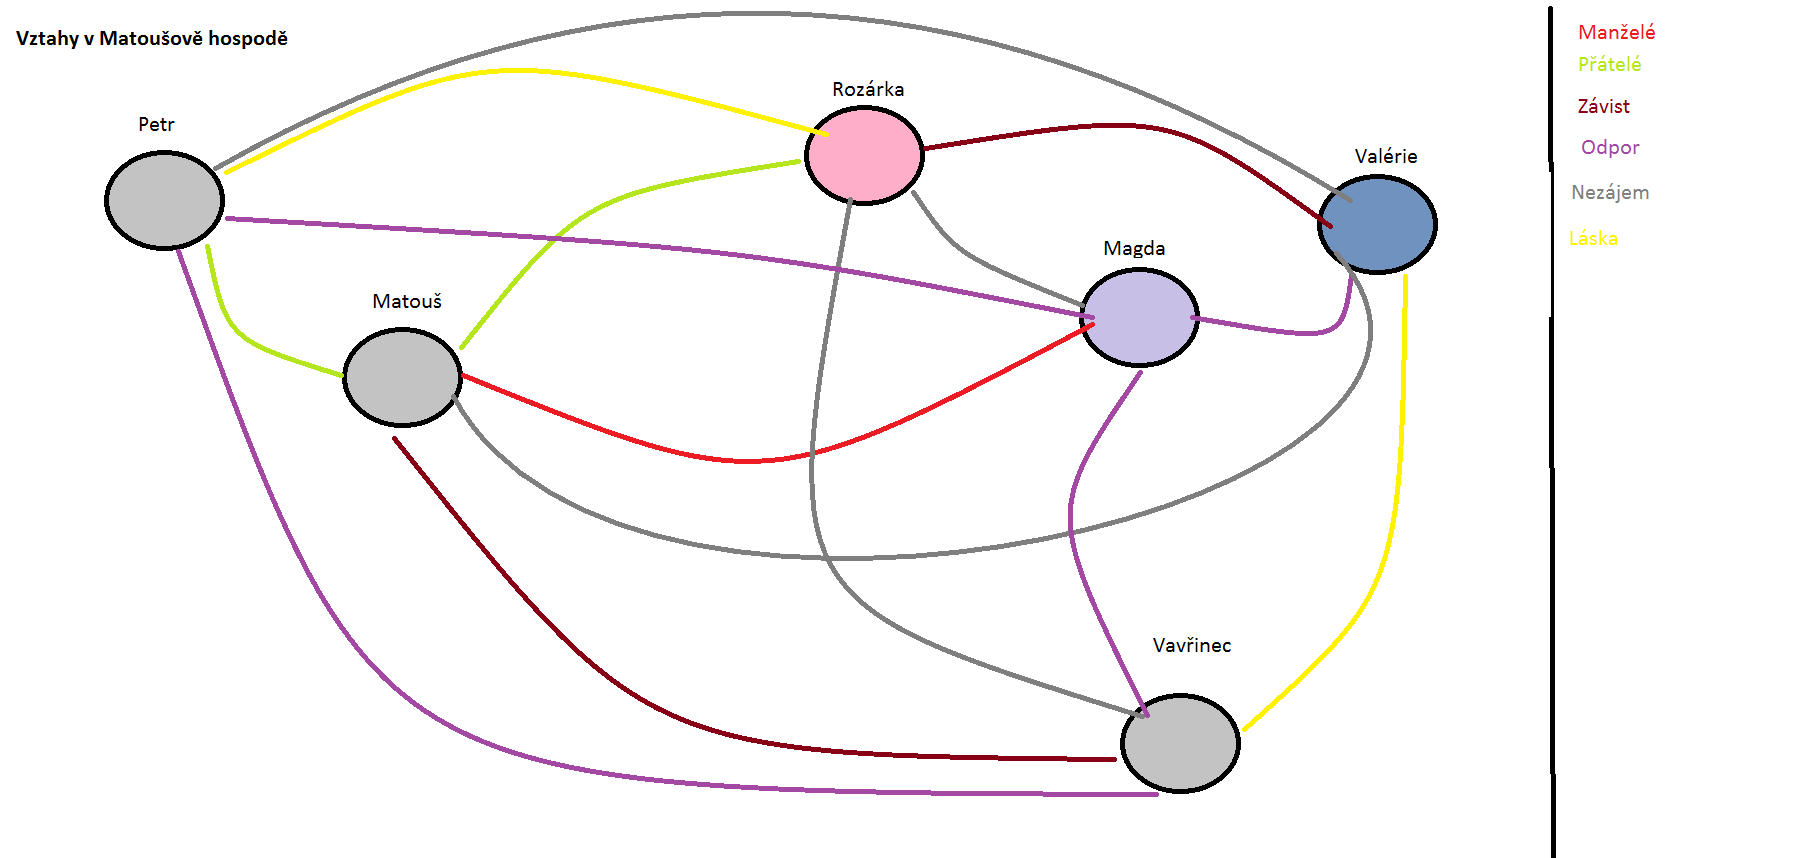 Vztahy v Matoušově hospodě
Petr
Rozárka
Valérie
Magda
Matouš
Vavřinec
Manželé
Přátelé
Závist
Odpor
Nezájem
Láska